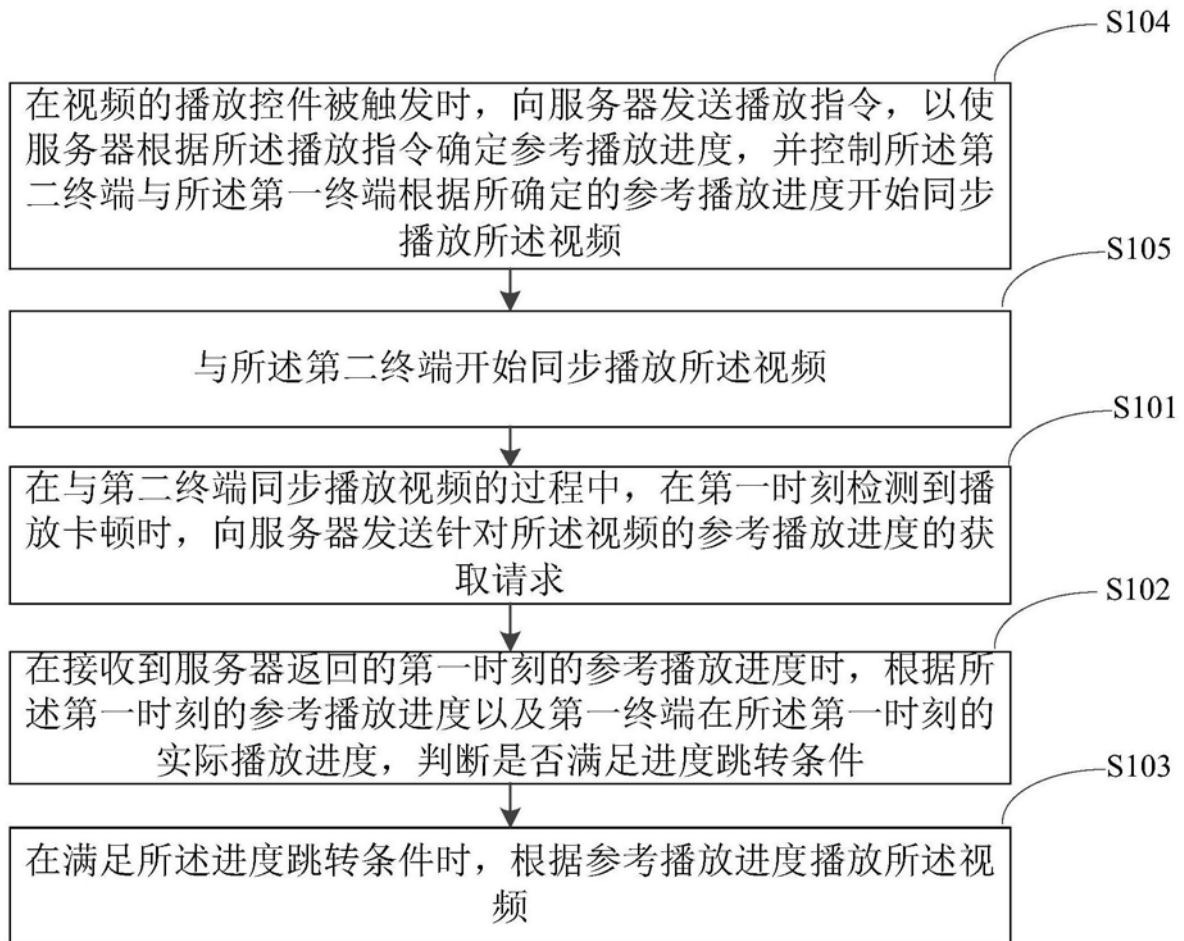 S104
在视频的播放控件被触发时，向服务器发送播放指令，以使
服务器根据所述播放指令确定参考播放进度，并控制所述第
二终端与所述第一终端根据所确定的参考播放进度开始同步
播放所述视频
S105
与所述第二终端开始同步播放所述视频
S101
在与第二终端同步播放视频的过程中，在第一时刻检测到播
放卡顿时，向服务器发送针对所述视频的参考播放进度的获
取请求
S102
在接收到服务器返回的第一时刻的参考播放进度时，根据所
述第一时刻的参考播放进度以及第一终端在所述第一时刻的
实际播放进度，判断是否满足进度跳转条件
S103
在满足所述进度跳转条件时，根据参考播放进度播放所述视
频